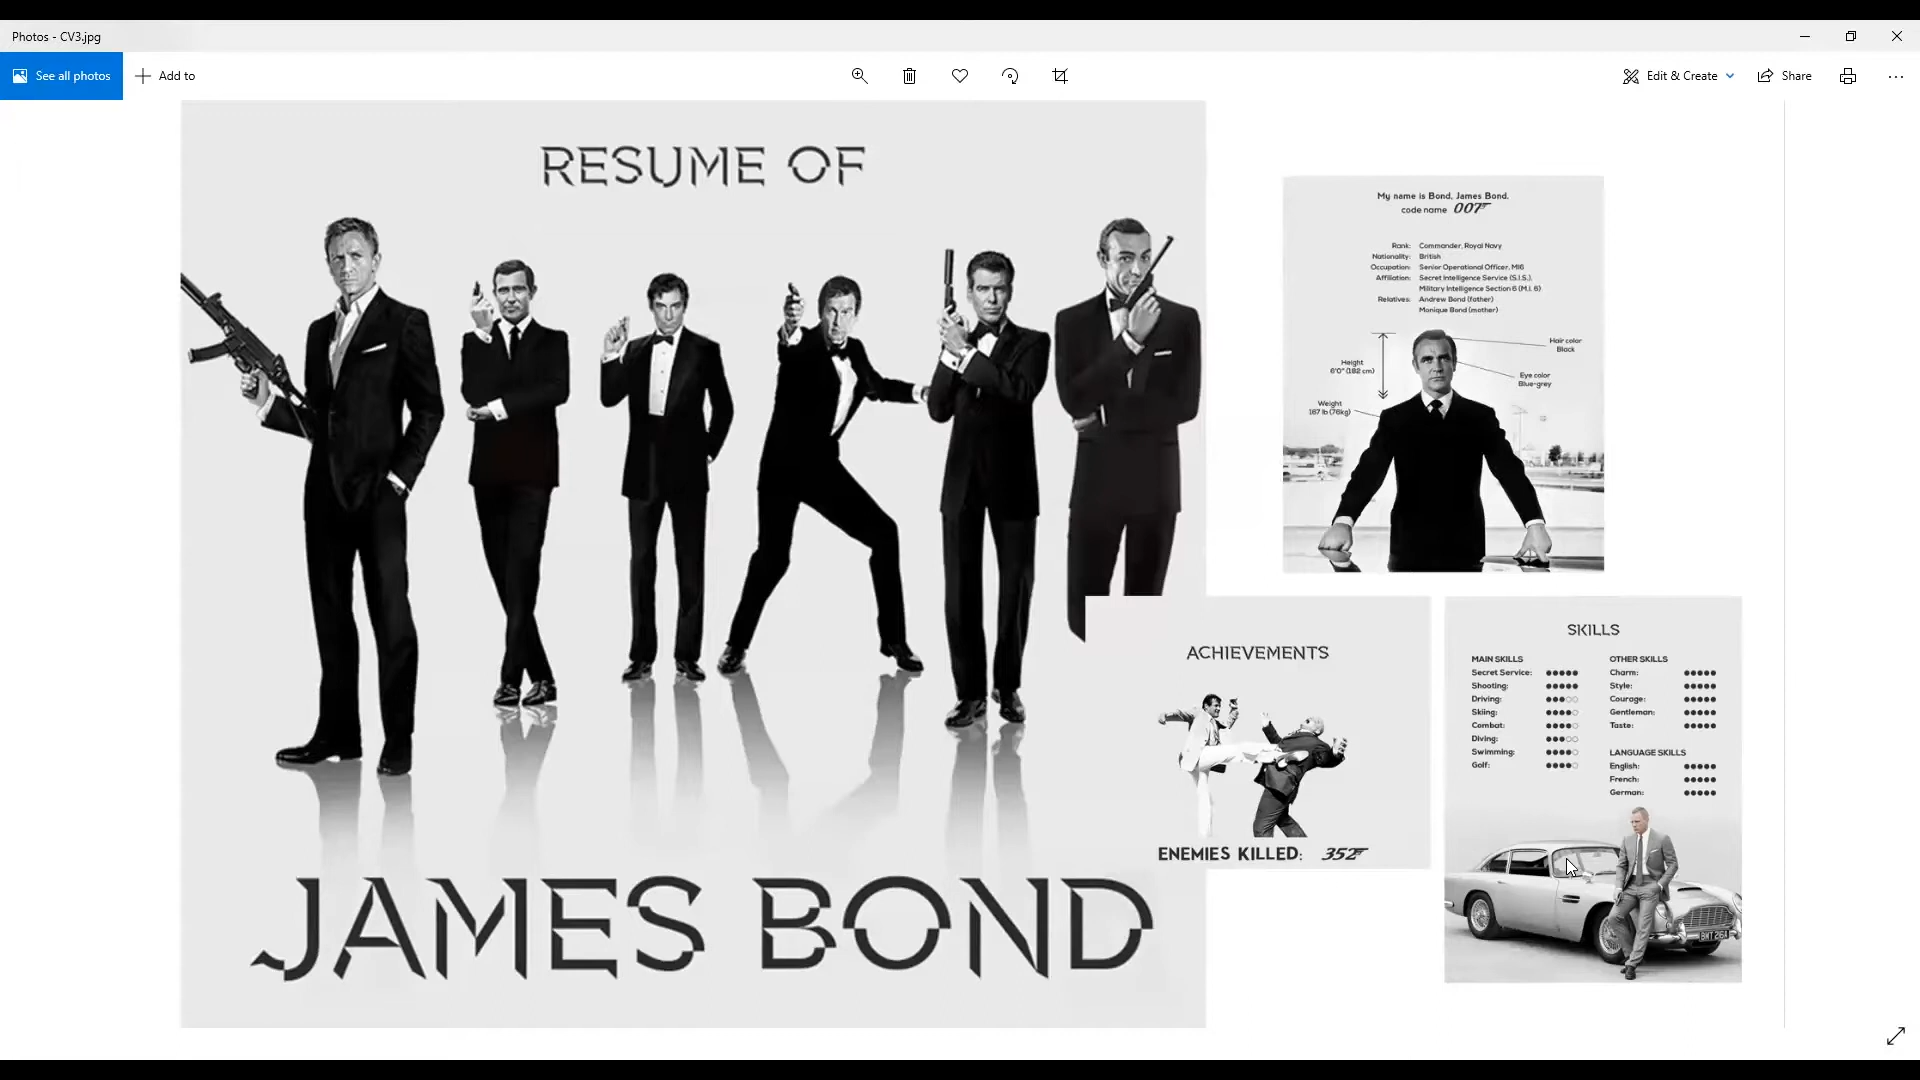 Photos - CV3.jpg
See all photos
Add to
Edit & Create
Share
RESUME OF
JAMES BOND
My name is Bond, James Bond.
code name 007
Rank: Commander, Royal Navy
Nationality: British
Occupation: Senior Operational Officer, MI6
Affiliation: Secret Intelligence Service (S.I.S.),
Military Intelligence Section 6 (M.I. 6)
Relatives: Andrew Bond (father)
Monique Bond (mother)
Hair color
Black
Height
6'0" (182 cm)
Eye color
Blue-grey
Weight
167 lb (76kg)
ACHIEVEMENTS
ENEMIES KILLED: 352
SKILLS
MAIN SKILLS
Secret Service:
Shooting:
Driving:
Skiing:
Combat:
Diving:
Swimming:
Golf:
OTHER SKILLS
Charm:
Style:
Courage:
Gentleman:
Taste:
LANGUAGE SKILLS
English:
French:
German:
BMT 216A